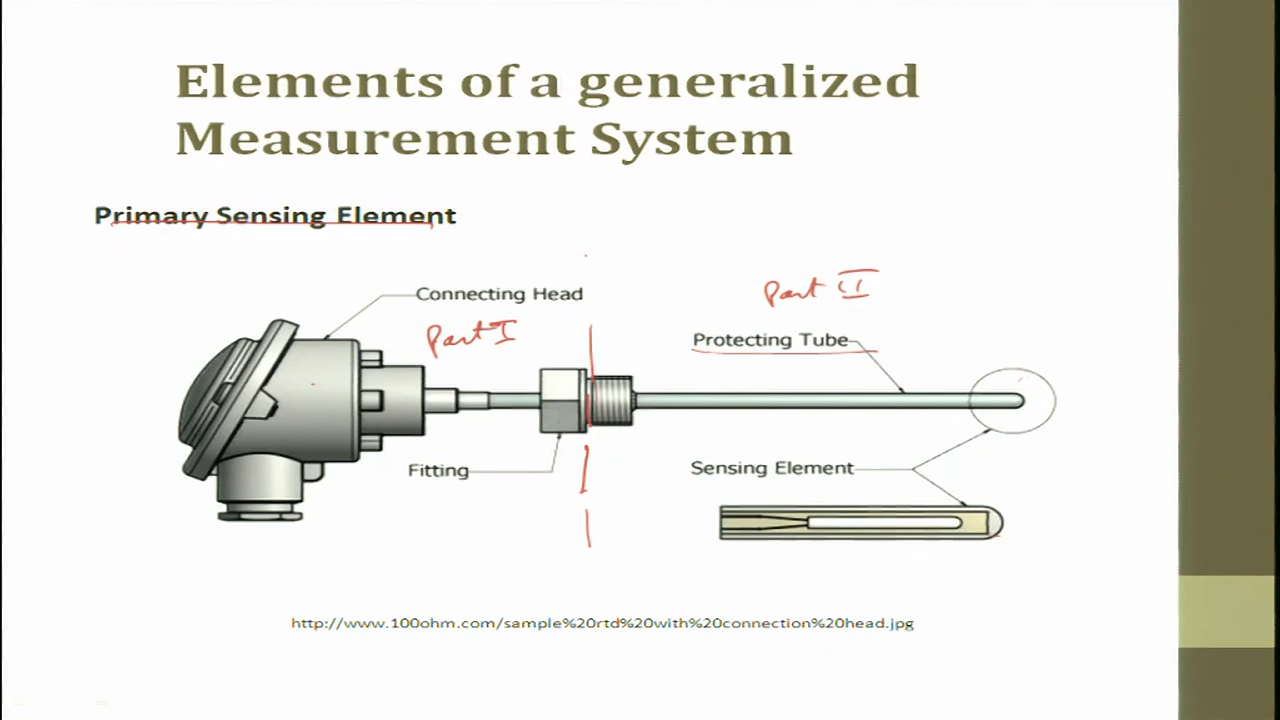 Elements of a generalized
Measurement System
Primary Sensing Element
Connecting Head
Part I
Part II
Protecting Tube
Fitting
Sensing Element
http://www.100ohm.com/sample%20rtd%20with%20connection%20head.jpg